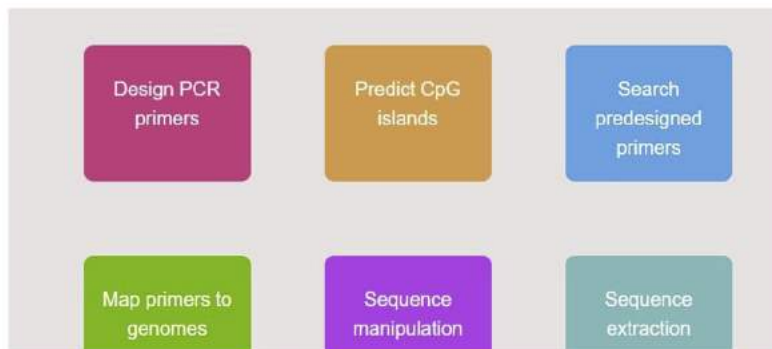 Design PCR
primers
Predict CpG
islands
Search
predesigned
primers
Map primers to
genomes
Sequence
manipulation
Sequence
extraction